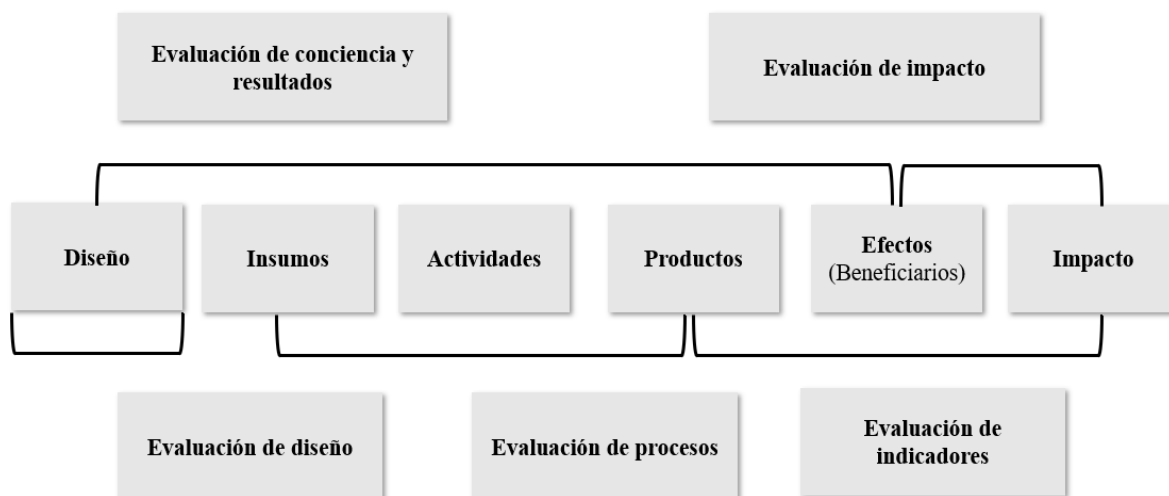 Evaluación de conciencia y
resultados
Evaluación de impacto
Diseño
Insumos
Actividades
Productos
Efectos
(Beneficiarios)
Impacto
Evaluación de diseño
Evaluación de procesos
Evaluación de
indicadores